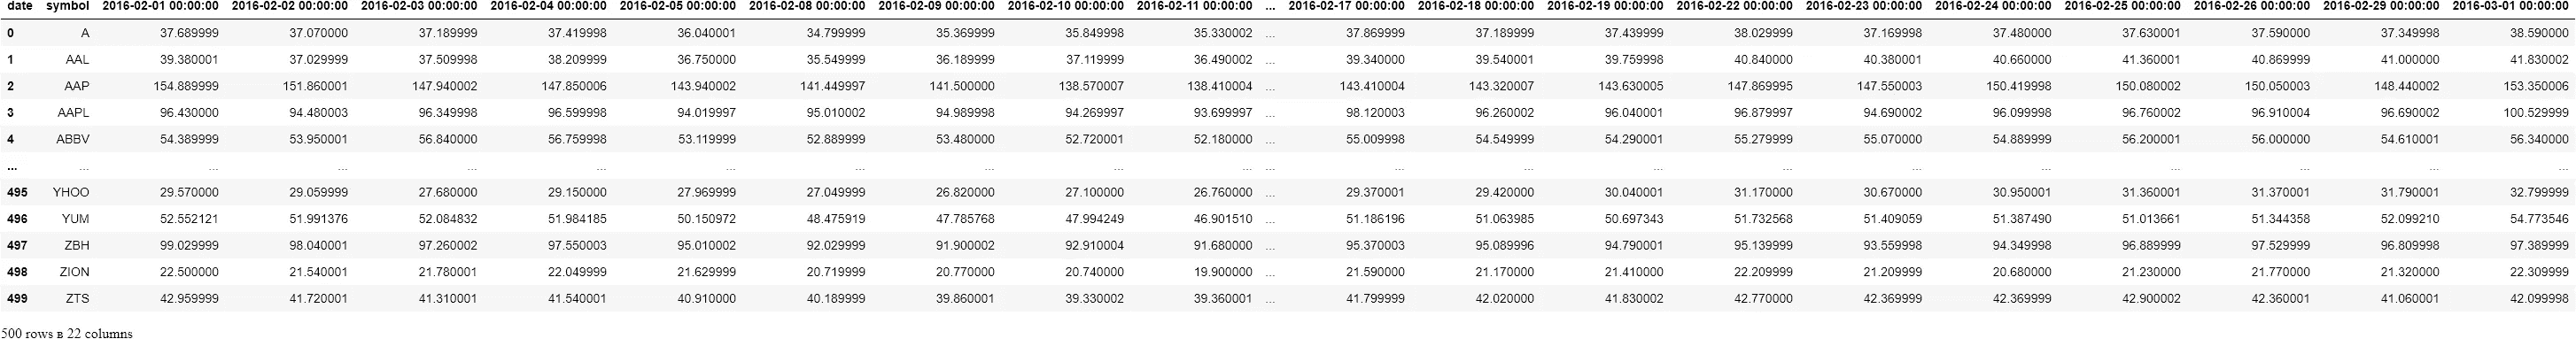 date symbol 2016-02-01 00:00:00 2016-02-02 00:00:00 2016-02-03 00:00:00 2016-02-04 00:00:00 2016-02-05 00:00:00 2016-02-08 00:00:00 2016-02-09 00:00:00 2016-02-10 00:00:00 2016-02-11 00:00:00 ... 2016-02-17 00:00:00 2016-02-18 00:00:00 2016-02-19 00:00:00 2016-02-22 00:00:00 2016-02-23 00:00:00 2016-02-24 00:00:00 2016-02-25 00:00:00 2016-02-26 00:00:00 2016-02-29 00:00:00 2016-03-01 00:00:00
0 A 37.689999 37.070000 37.189999 37.419998 36.040001 34.799999 35.369999 35.849998 35.330002 ... 37.869999 37.189999 37.439999 38.029999 37.169998 37.480000 37.630001 37.590000 37.349998 38.590000
1 AAL 39.380001 37.029999 37.509998 38.209999 36.750000 35.549999 36.189999 37.119999 36.490002 ... 39.340000 39.540001 39.759998 40.840000 40.380001 40.660000 41.360001 40.869999 41.000000 41.830002
2 AAP 154.889999 151.860001 147.940002 147.850006 143.940002 141.449997 141.500000 138.570007 138.410004 ... 143.410004 143.320007 143.630005 147.869995 147.550003 150.419998 150.080002 150.050003 148.440002 153.350006
3 AAPL 96.430000 94.480003 96.349998 96.599998 94.019997 95.010002 94.989998 94.269997 93.699997 ... 98.120003 96.260002 96.040001 96.879997 94.690002 96.099998 96.760002 96.910004 96.690002 100.529999
4 ABBV 54.389999 53.950001 56.840000 56.759998 53.119999 52.889999 53.480000 52.720001 52.180000 ... 55.009998 54.549999 54.290001 55.279999 55.070000 54.889999 56.200001 56.000000 54.610001 56.340000
... ... ... ... ... ... ... ... ... ... ... ... ... ... ... ... ... ... ... ... ... ... ...
495 YHOO 29.570000 29.059999 27.680000 29.150000 27.969999 27.049999 26.820000 27.100000 26.760000 ... 29.370001 29.420000 30.040001 31.170000 30.670000 30.950001 31.360001 31.370001 31.790001 32.799999
496 YUM 52.552121 51.991376 52.084832 51.984185 50.150972 48.475919 47.785768 47.994249 46.901510 ... 51.186196 51.063985 50.697343 51.732568 51.409059 51.387490 51.013661 51.344358 52.099210 54.773546
497 ZBH 99.029999 98.040001 97.260002 97.550003 95.010002 92.029999 91.900002 92.910004 91.680000 ... 95.370003 95.089996 94.790001 95.139999 93.559998 94.349998 96.889999 97.529999 96.809998 97.389999
498 ZION 22.500000 21.540001 21.780001 22.049999 21.629999 20.719999 20.770000 20.740000 19.900000 ... 21.590000 21.170000 21.410000 22.209999 21.209999 20.680000 21.230000 21.770000 21.320000 22.309999
499 ZTS 42.959999 41.720001 41.310001 41.540001 40.910000 40.189999 39.860001 39.330002 39.360001 ... 41.799999 42.020000 41.830002 42.770000 42.369999 42.369999 42.900002 42.360001 41.060001 42.099998
500 rows в 22 columns